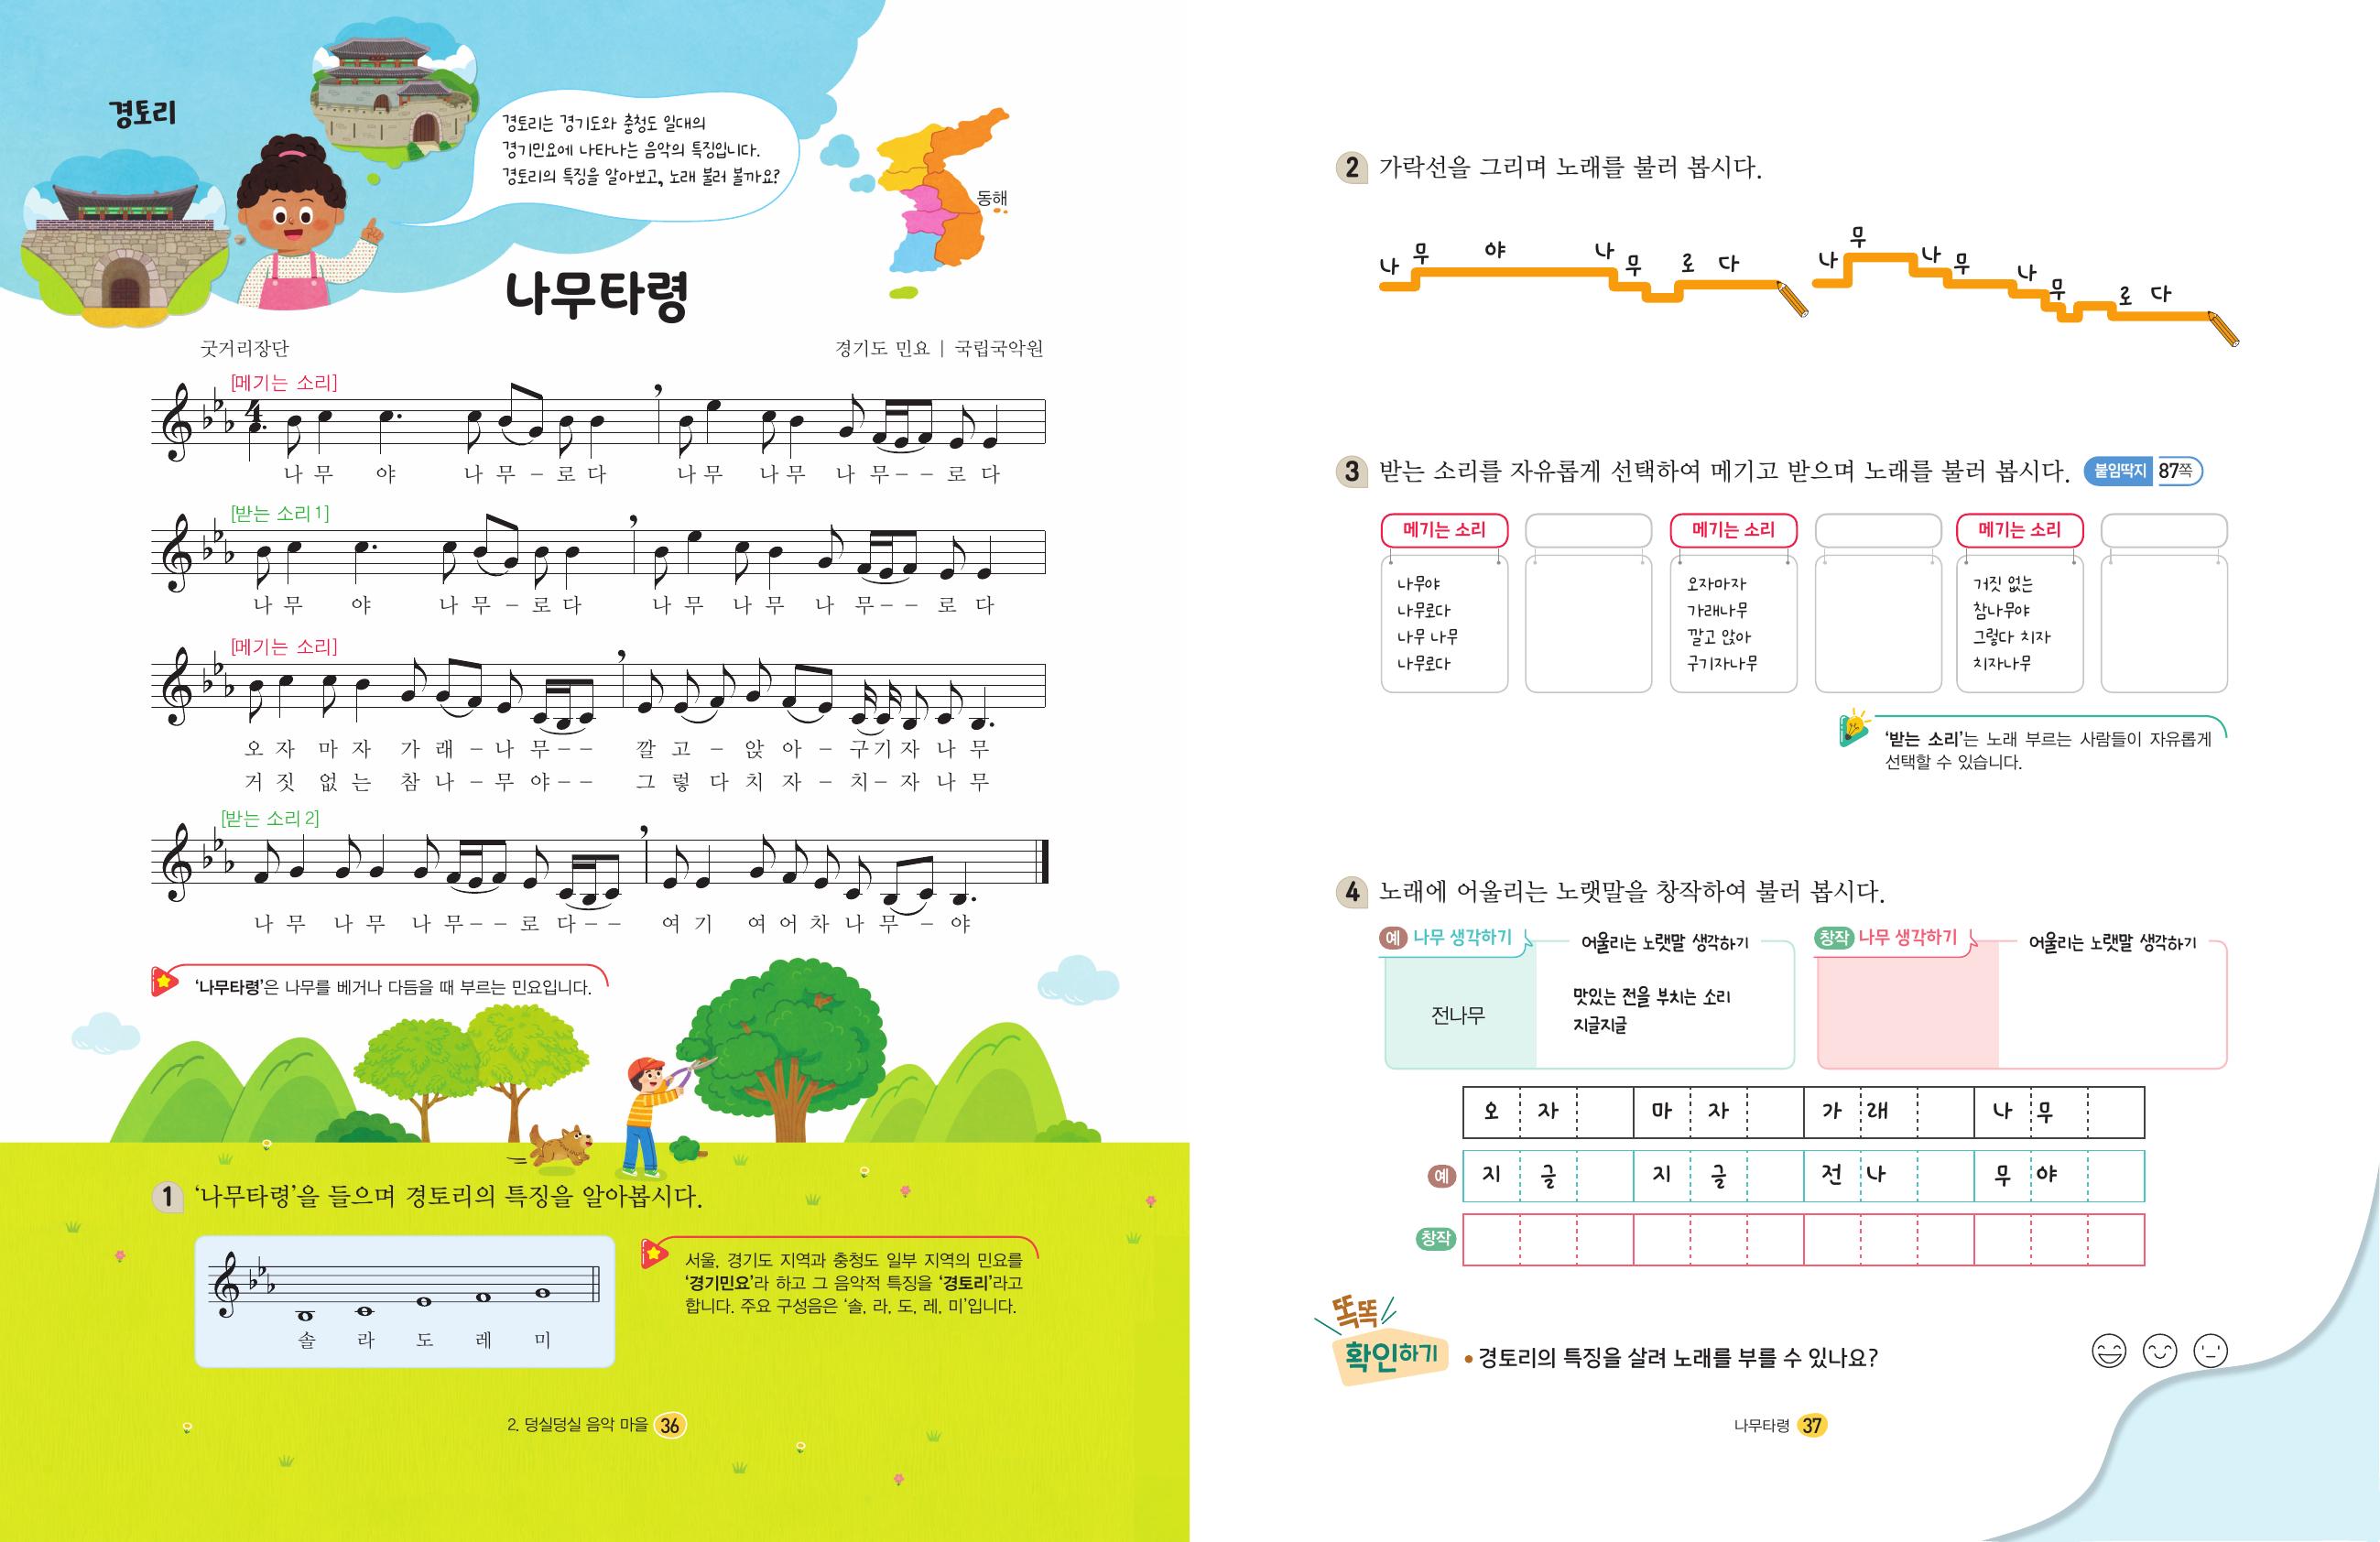 경토리
경토리는 경기도와 충청도 일대의
경기민요에 나타나는 음악의 특징입니다.
경토리의 특징을 알아보고, 노래 불러 볼까요?
동해
나무타령
굿거리장단
경기도 민요 | 국립국악원
[메기는 소리]
4
나 무 야 나 무 – 로 다 나 무 나 무 나 무 – – 로 다
[받는 소리 1]
나 무 야 나 무 – 로 다 나 무 나 무 나 무 – – 로 다
[메기는 소리]
오 자 마 자 가 래 – 나 무 – – 깔 고 – 앉 아 – 구 기 자 나 무
거 짓 없 는 참 나 – 무 야 – – 그 렇 다 치 자 – 치 – 자 나 무
[받는 소리 2]
나 무 나 무 나 무 – – 로 다 – – 여 기 여 어 차 나 무 – 야
‘나무타령’은 나무를 베거나 다듬을 때 부르는 민요입니다.
1 ‘나무타령’을 들으며 경토리의 특징을 알아봅시다.
솔 라 도 레 미
서울, 경기도 지역과 충청도 일부 지역의 민요를
‘경기민요’라 하고 그 음악적 특징을 ‘경토리’라고
합니다. 주요 구성음은 ‘솔, 라, 도, 레, 미’입니다.
2. 덩실덩실 음악 마을 36
2 가락선을 그리며 노래를 불러 봅시다.
나 무 야 나 무 로 다 나 무 나 무 나 무 로 다
3 받는 소리를 자유롭게 선택하여 메기고 받으며 노래를 불러 봅시다. 붙임딱지 87쪽
메기는 소리
나무야
나무로다
나무 나무
나무로다
메기는 소리
오자마자
가래나무
깔고 앉아
구기자나무
메기는 소리
거짓 없는
참나무야
그렇다 치자
치자나무
‘받는 소리’는 노래 부르는 사람들이 자유롭게
선택할 수 있습니다.
4 노래에 어울리는 노랫말을 창작하여 불러 봅시다.
예 나무 생각하기
어울리는 노랫말 생각하기
전나무
맛있는 전을 부치는 소리
지글지글
창작 나무 생각하기
어울리는 노랫말 생각하기
오 자 마 자 가 래 나 무
예 지 글 지 글 전 나 무 야
창작
똑똑
확인하기
• 경토리의 특징을 살려 노래를 부를 수 있나요?
나무타령 37